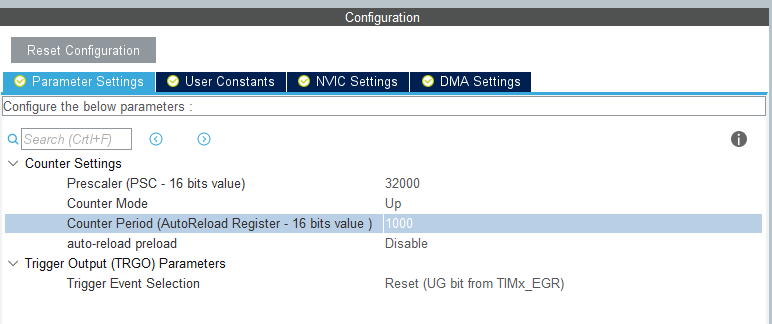 Configuration
Reset Configuration
Parameter Settings User Constants NVIC Settings DMA Settings
Configure the below parameters :
Search (CrtI+F)
Counter Settings
Prescaler (PSC - 16 bits value) 32000
Counter Mode Up
Counter Period (AutoReload Register - 16 bits value ) 1000
auto-reload preload Disable
Trigger Output (TRGO) Parameters
Trigger Event Selection Reset (UG bit from TIMx_EGR)